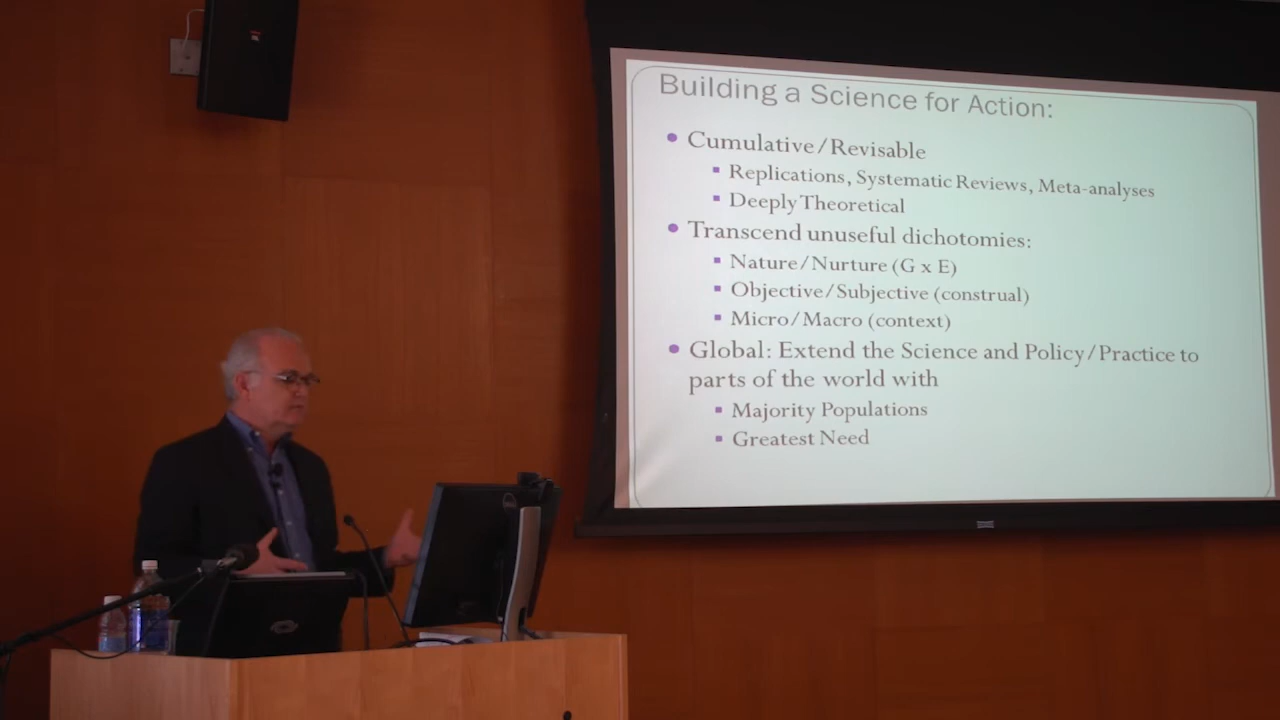 Building a Science for Action:
Cumulative/Revisable
Replications, Systematic Reviews, Meta-analyses
Deeply Theoretical
Transcend unuseful dichotomies:
Nature/Nurture (G x E)
Objective/Subjective (construal)
Micro/Macro (context)
Global: Extend the Science and Policy/Practice to
parts of the world with
Majority Populations
Greatest Need